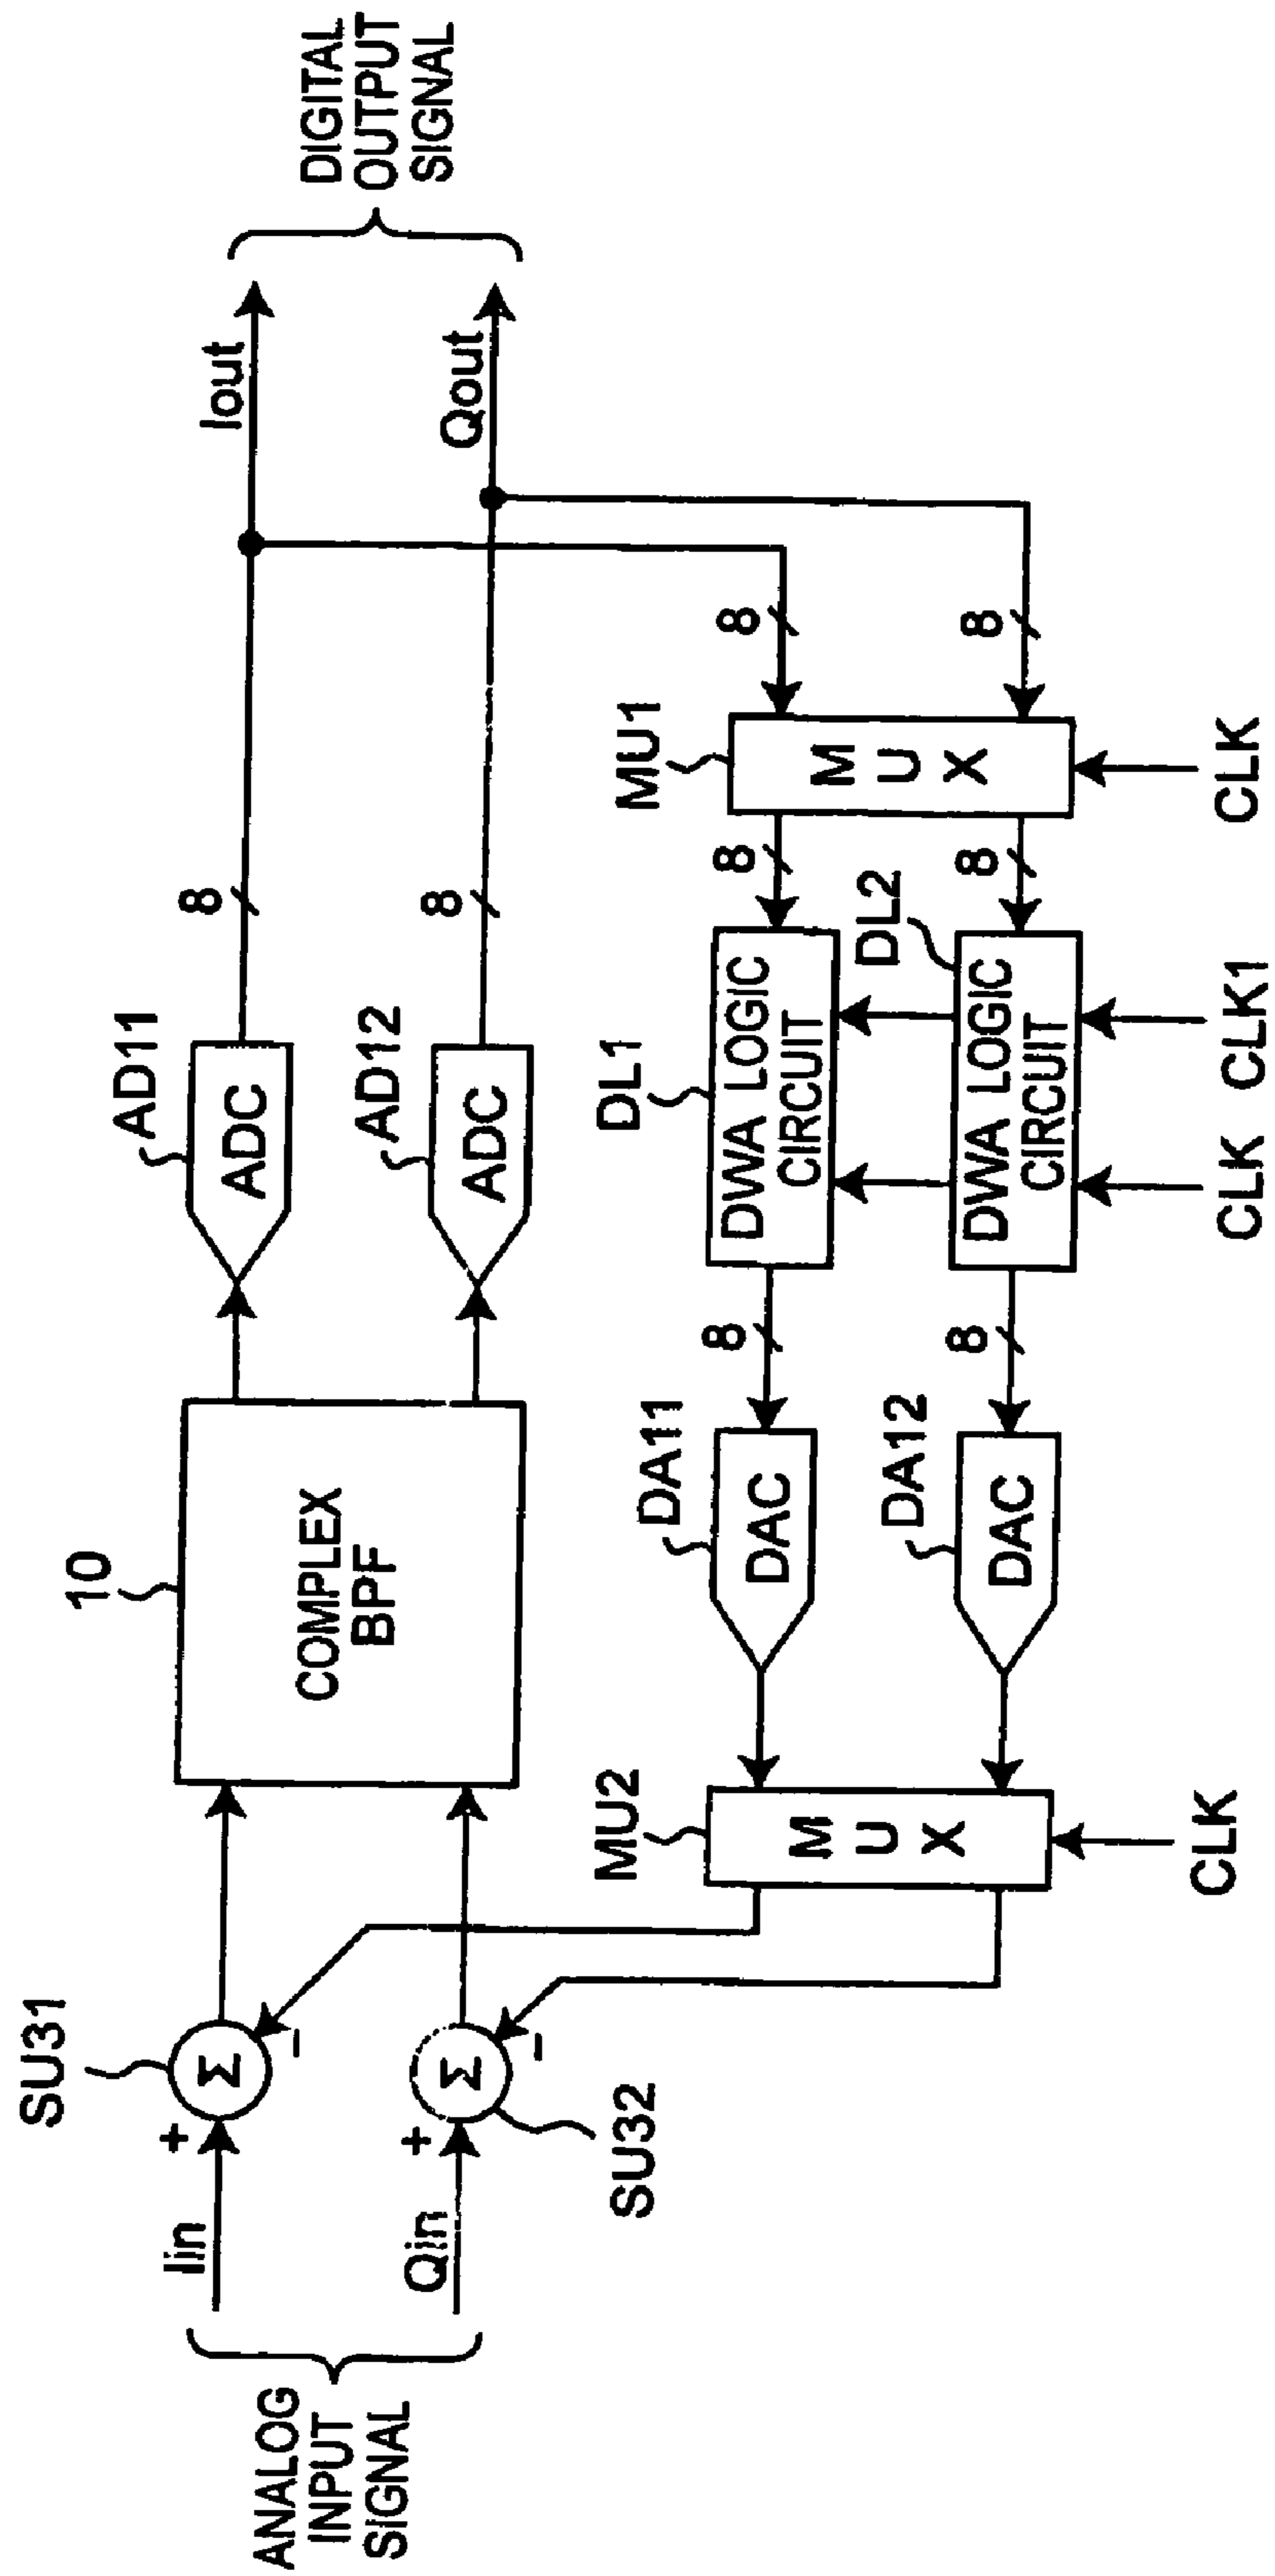 ANALOG
INPUT
SIGNAL
Iin
Qin
+
+
SU31
SU32
Σ
Σ
−
−
10
COMPLEX
BPF
AD11
ADC
AD12
ADC
8
8
Iout
Qout
DIGITAL
OUTPUT
SIGNAL
MU2
M
U
X
CLK
DA11
DAC
DA12
DAC
8
8
DL1
DWA LOGIC
CIRCUIT
DL2
DWA LOGIC
CIRCUIT
CLK
CLK1
8
8
MU1
M
U
X
CLK
8
8